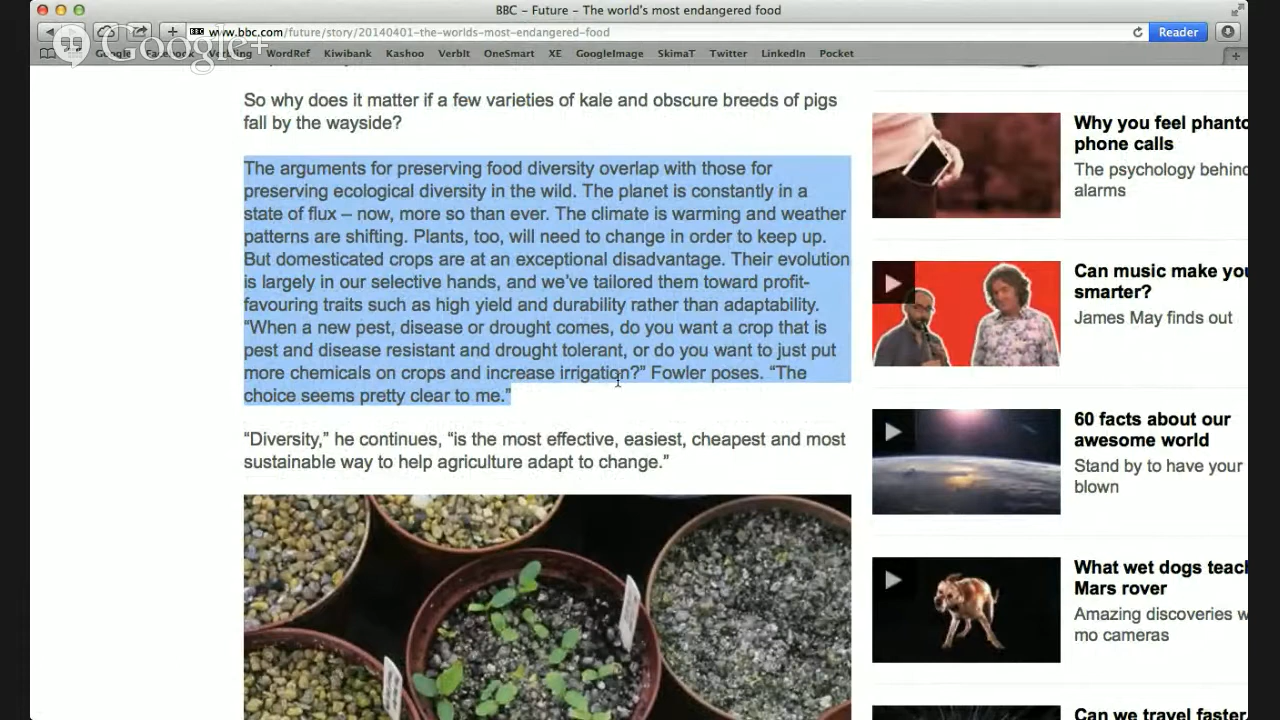 BBC – Future – The world's most endangered food
www.bbc.com/future/story/20140401-the-worlds-most-endangered-food
Reader
Google+
WordRef Kiwibank Kashoo VerbIt OneSmart XE GoogleImage SkimaT Twitter LinkedIn Pocket
So why does it matter if a few varieties of kale and obscure breeds of pigs
fall by the wayside?
The arguments for preserving food diversity overlap with those for
preserving ecological diversity in the wild. The planet is constantly in a
state of flux – now, more so than ever. The climate is warming and weather
patterns are shifting. Plants, too, will need to change in order to keep up.
But domesticated crops are at an exceptional disadvantage. Their evolution
is largely in our selective hands, and we’ve tailored them toward profit-
favouring traits such as high yield and durability rather than adaptability.
“When a new pest, disease or drought comes, do you want a crop that is
pest and disease resistant and drought tolerant, or do you want to just put
more chemicals on crops and increase irrigation?” Fowler poses. “The
choice seems pretty clear to me.”
“Diversity,” he continues, “is the most effective, easiest, cheapest and most
sustainable way to help agriculture adapt to change.”
Why you feel phanto
phone calls
The psychology behind
alarms
Can music make you
smarter?
James May finds out
60 facts about our
awesome world
Stand by to have your
blown
What wet dogs teach
Mars rover
Amazing discoveries w
mo cameras
Can we travel faster